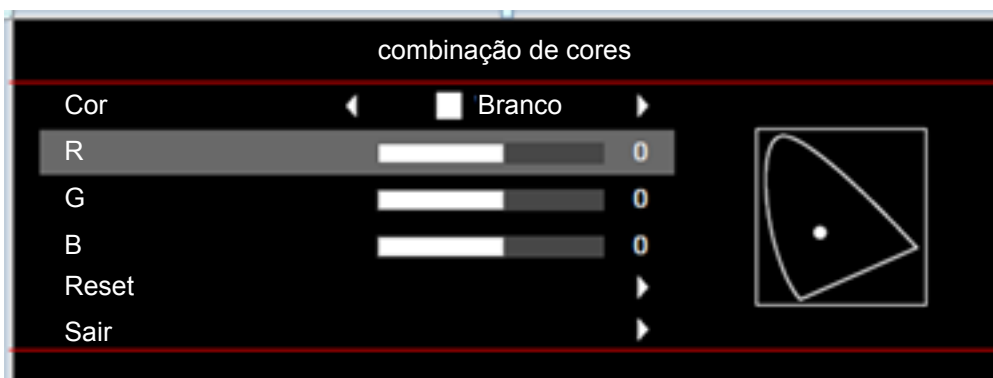 combinação de cores
Cor Branco
R 0
G 0
B 0
Reset
Sair